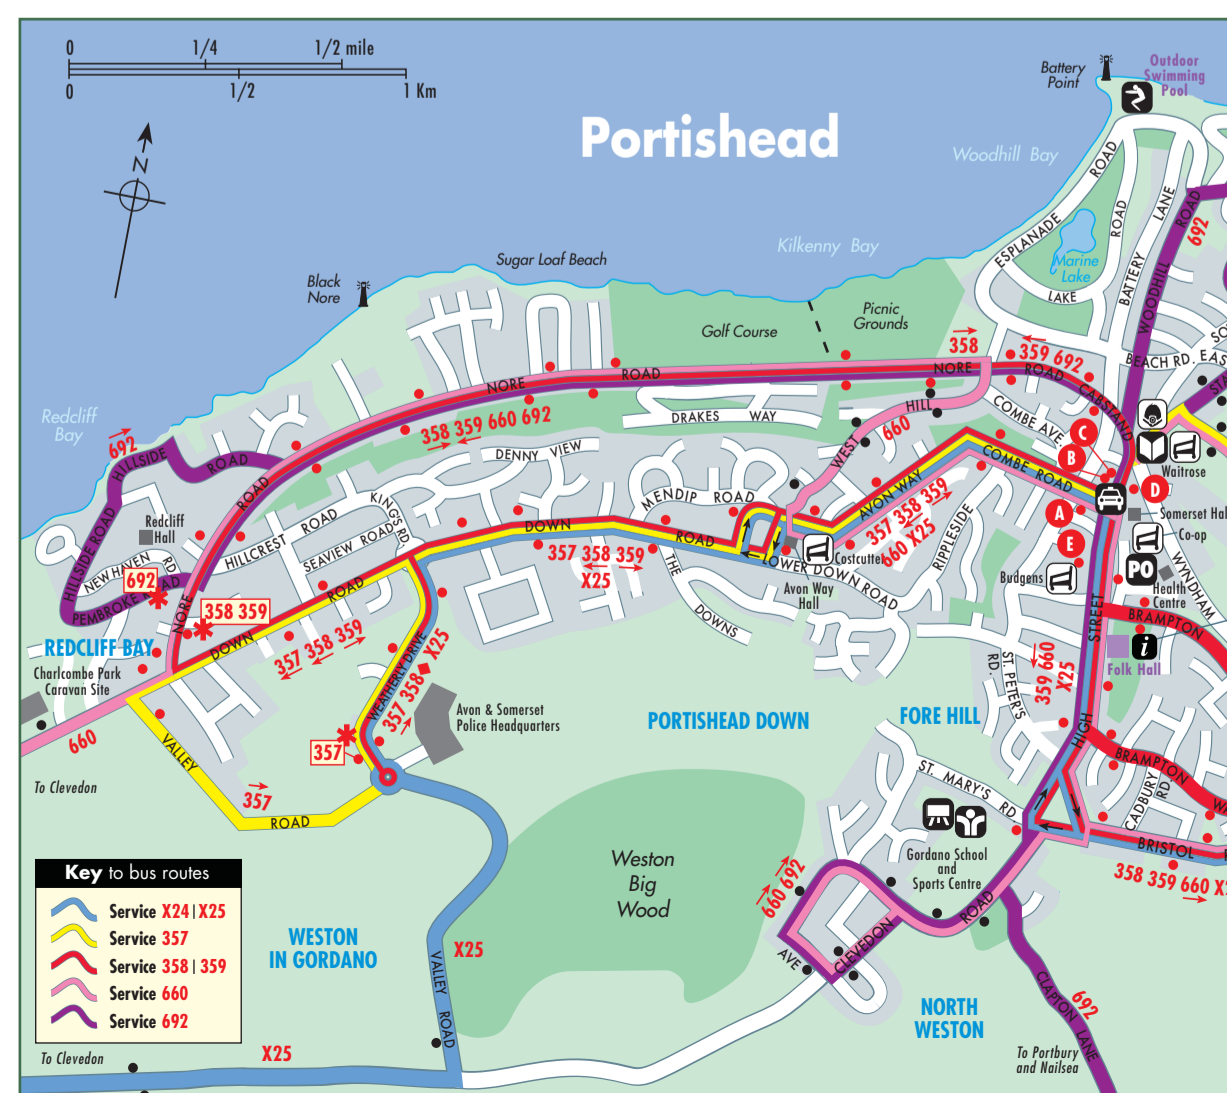 0 1/4 1/2 mile
0 1/2 1 Km
N
Portishead
Battery
Point
Outdoor
Swimming
Pool
Woodhill Bay
Kilkenny Bay
Sugar Loaf Beach
Black
Nore
Redcliff
Bay
Golf Course
Picnic
Grounds
ESPLANADE ROAD
Marine
Lake
LAKE
ROAD
BATTERY LANE
WOODHILL ROAD
692
BEACH RD. EAS
SO
STA
358
359 692
NORE ROAD
NORE ROAD
CABSTAND
358 359 660 692
DRAKES WAY
WEST HILL
660
COMBE AVE.
COMBE ROAD
C
B
D
A
E
Waitrose
Somerset Hal
Co-op
PO
Health
Centre
WYNDHAM
Budgens
692
HILLSIDE ROAD
HILLSIDE ROAD
Redcliff
Hall
NEWHAVEN RD
692
PEMBROKE ROAD
NORE ROAD
358 359
HILLCREST ROAD
SEAVIEW ROAD
KING'S RD.
DENNY VIEW
MENDIP ROAD
AVON WAY
357 358 359
660 X25
RIPPLESIDE
DOWN ROAD
357 358 359
X25
THE DOWNS
LOWER DOWN ROAD
Costcutter
Avon Way
Hall
REDCLIFF BAY
Charlcombe Park
Caravan Site
660
To Clevedon
DOWN ROAD
357 358 359
WEATHERLY DRIVE
357 358 X25
357
Avon & Somerset
Police Headquarters
VALLEY ROAD
357
PORTISHEAD DOWN
FORE HILL
ST. PETER'S
RD.
359 660
X25
HIGH STREET
BRAMPTON
i
Folk Hall
BRAMPTON
WA
CADBURY
RD.
BRISTOL
358 359 660 X2
ST. MARY'S RD.
Gordano School
and
Sports Centre
660 692
AVE
CLEVEDON ROAD
CLAPTON LANE
692
NORTH
WESTON
To Portbury
and Nailsea
Weston
Big
Wood
WESTON
IN GORDANO
X25
VALLEY ROAD
X25
To Clevedon
Key to bus routes
Service X24 | X25
Service 357
Service 358 | 359
Service 660
Service 692